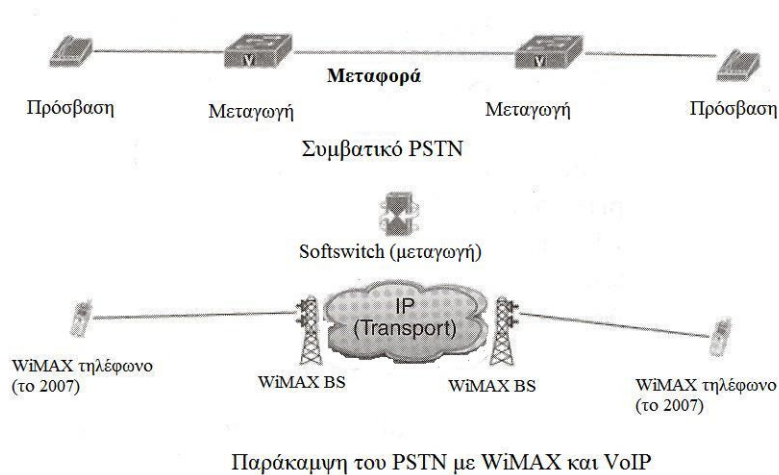 V
V
Μεταφορά
Πρόσβαση
Μεταγωγή
Μεταγωγή
Πρόσβαση
Συμβατικό PSTN
Softswitch (μεταγωγή)
IP
(Transport)
WiMAX τηλέφωνο
(το 2007)
WiMAX BS
WiMAX BS
WiMAX τηλέφωνο
(το 2007)
Παράκαμψη του PSTN με WiMAX και VoIP